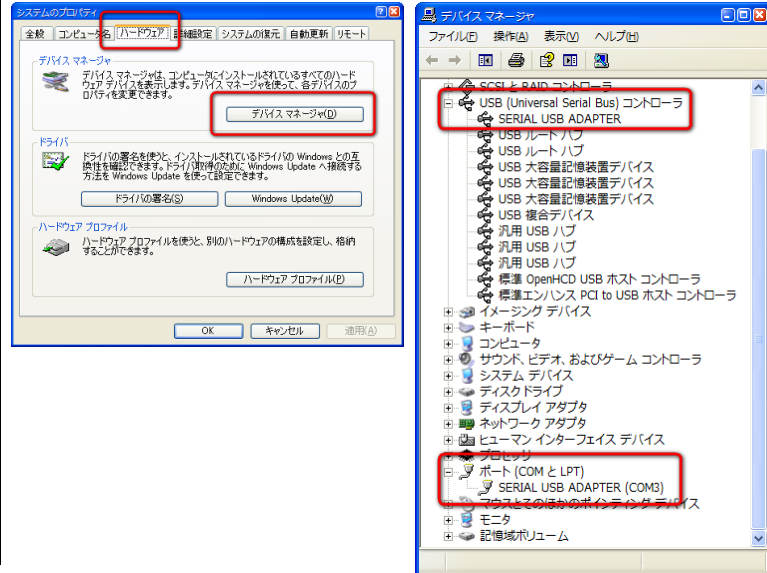 システムのプロパティ
全般
コンピュータ名
ハードウェア
詳細設定
システムの復元
自動更新
リモート
デバイス マネージャ
デバイス マネージャは、コンピュータにインストールされているすべてのハード
ウェア デバイスを表示します。デバイス マネージャを使って、各デバイスのプ
ロパティを変更できます。
デバイス マネージャ(D)
ドライバ
ドライバの署名を使うと、インストールされているドライバの Windows との互
換性を確認できます。ドライバ取得のために Windows Update へ接続する
方法を Windows Update を使って設定できます。
ドライバの署名(S)
Windows Update(W)
ハードウェア プロファイル
ハードウェア プロファイルを使うと、別のハードウェアの構成を設定し、格納
することができます。
ハードウェア プロファイル(P)
OK
キャンセル
適用(A)
デバイス マネージャ
ファイル(F) 操作(A) 表示(V) ヘルプ(H)
SCSI と RAID コントローラ
USB (Universal Serial Bus) コントローラ
SERIAL USB ADAPTER
USB ルート ハブ
USB ルート ハブ
USB 大容量記憶装置デバイス
USB 大容量記憶装置デバイス
USB 大容量記憶装置デバイス
USB 複合デバイス
汎用 USB ハブ
汎用 USB ハブ
汎用 USB ハブ
標準 OpenHCD USB ホスト コントローラ
標準エンハンス PCI to USB ホスト コントローラ
イメージング デバイス
キーボード
コンピュータ
サウンド、ビデオ、およびゲーム コントローラ
システム デバイス
ディスク ドライブ
ディスプレイ アダプタ
ネットワーク アダプタ
ヒューマン インターフェイス デバイス
プロセッサ
ポート (COM と LPT)
SERIAL USB ADAPTER (COM3)
マウスとそのほかのポインティング デバイス
モニタ
記憶域ボリューム